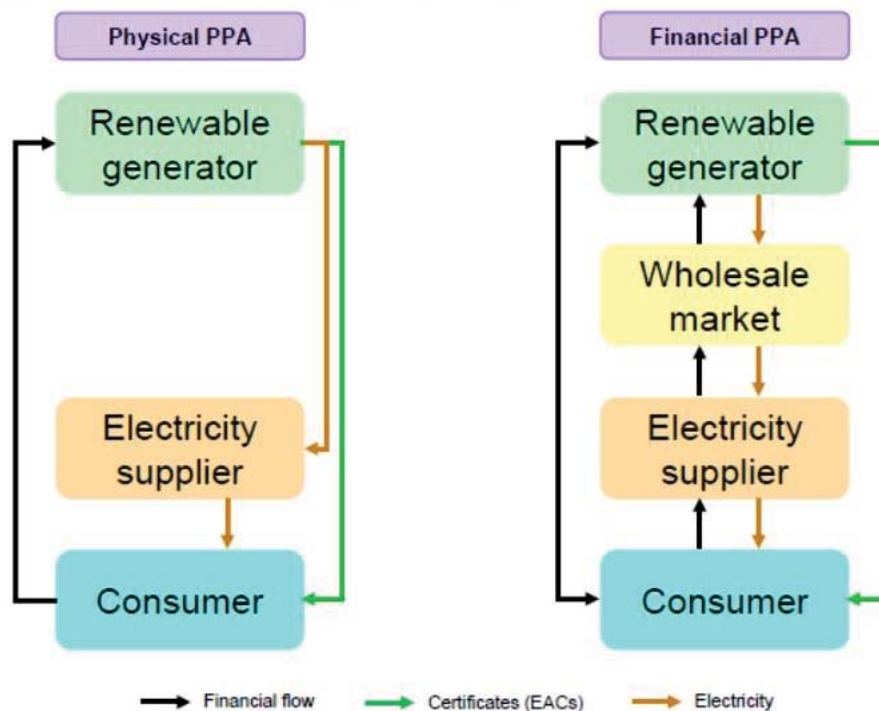 Physical PPA
Renewable
generator
Electricity
supplier
Consumer
Financial PPA
Renewable
generator
Wholesale
market
Electricity
supplier
Consumer
Financial flow
Certificates (EACs)
Electricity